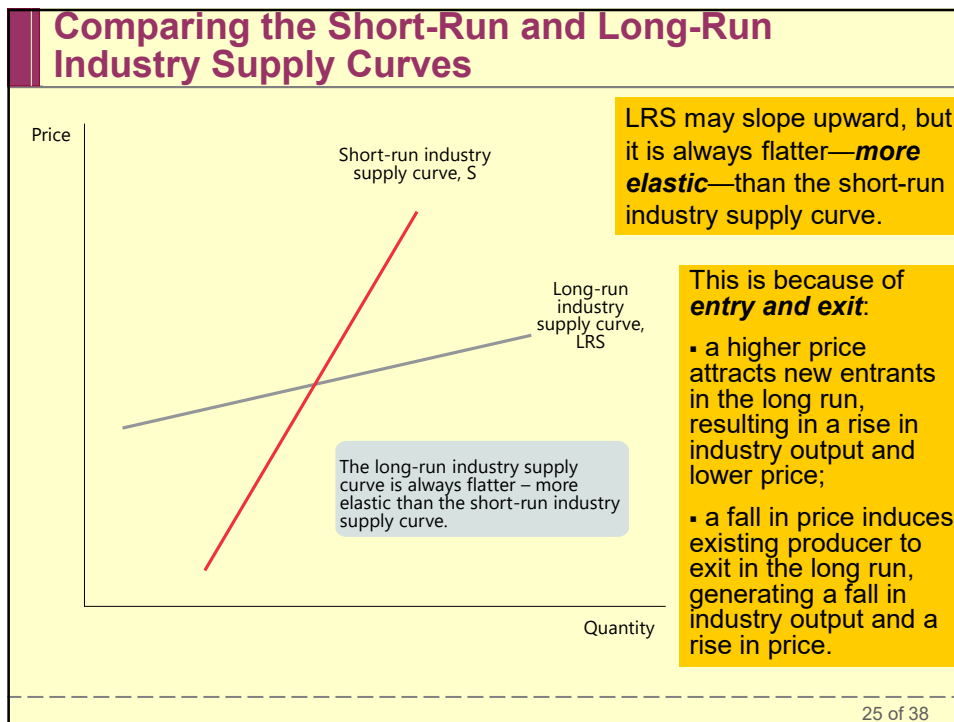 Comparing the Short-Run and Long-Run
Industry Supply Curves
Price
Short-run industry
supply curve, S
Long-run
industry
supply curve,
LRS
The long-run industry supply
curve is always flatter – more
elastic than the short-run industry
supply curve.
Quantity
LRS may slope upward, but
it is always flatter—more
elastic—than the short-run
industry supply curve.
This is because of
entry and exit:
▪ a higher price
attracts new entrants
in the long run,
resulting in a rise in
industry output and
lower price;
▪ a fall in price induces
existing producer to
exit in the long run,
generating a fall in
industry output and a
rise in price.
25 of 38